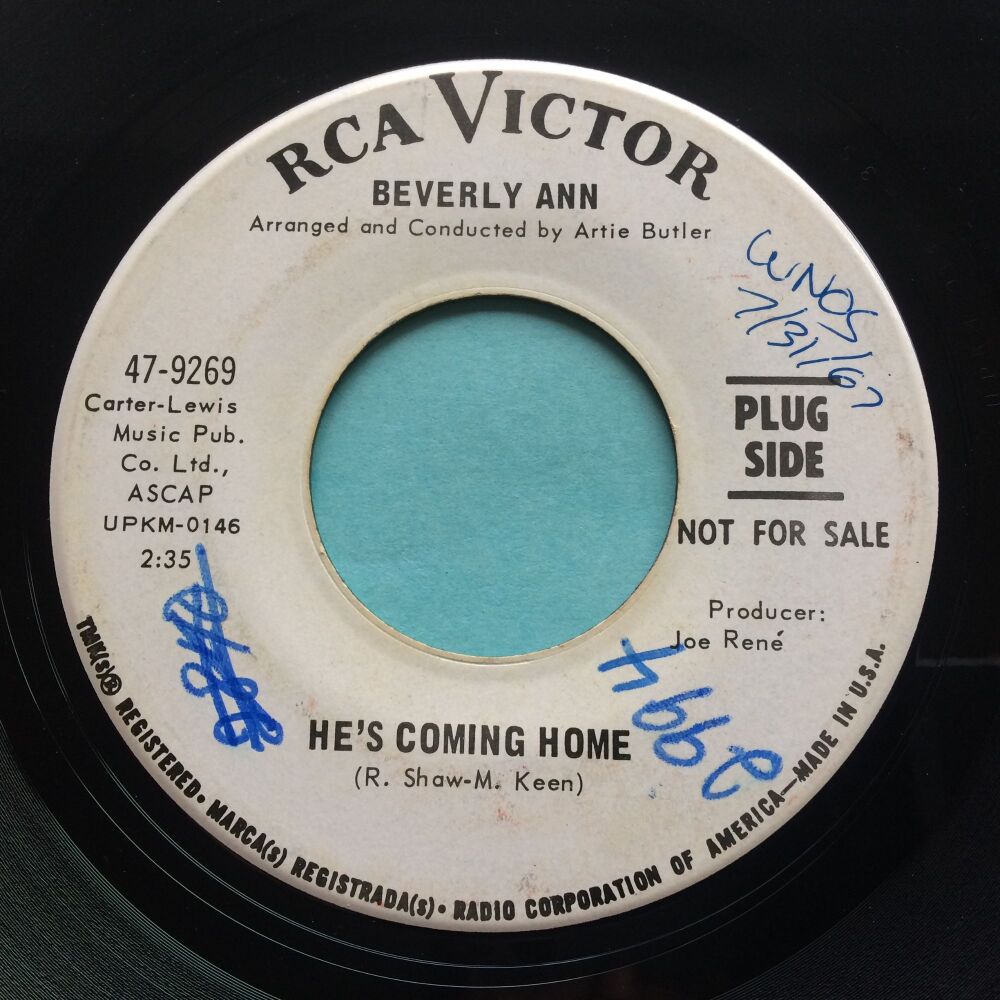 RCA VICTOR
BEVERLY ANN
Arranged and Conducted by Artie Butler
WNOS
7/31/67
47-9269
Carter-Lewis
Music Pub.
Co. Ltd.,
ASCAP
UPKM-0146
2:35
PLUG
SIDE
NOT FOR SALE
Producer:
Joe René
HE'S COMING HOME
(R. Shaw-M. Keen)
TMK(s)® REGISTERED • MARCA(s) REGISTRADA(s) • RADIO CORPORATION OF AMERICA—MADE IN U.S.A.